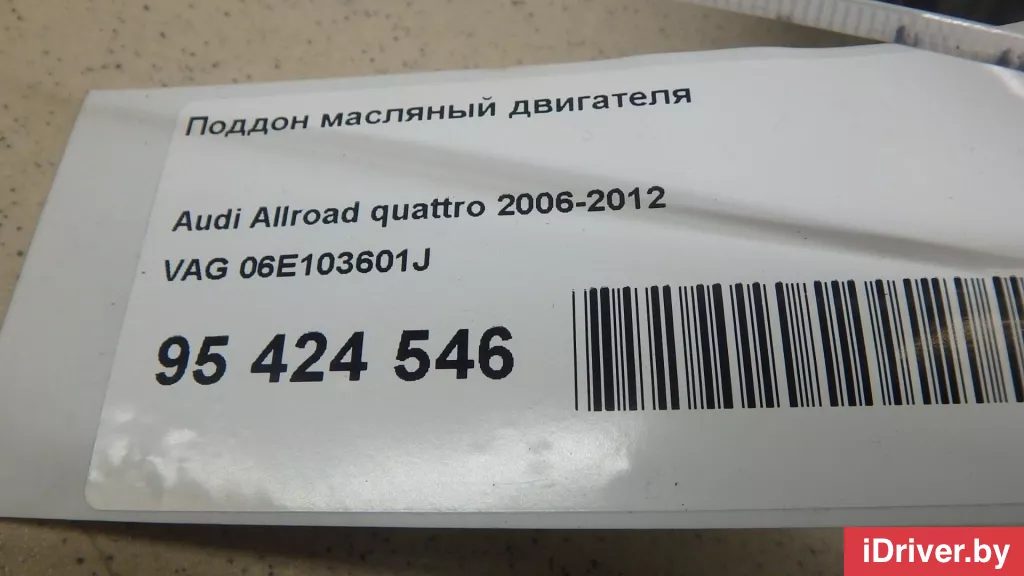 Поддон масляный двигателя
Audi Allroad quattro 2006-2012
VAG 06E103601J
95 424 546
iDriver.by